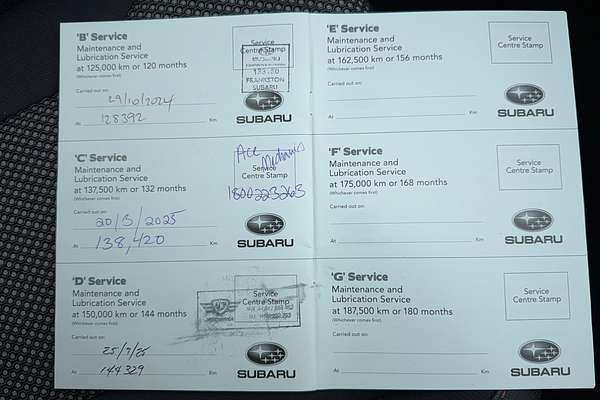 'B' Service
Maintenance and
Lubrication Service
at 125,000 km or 120 months
(Whichever comes first)
Carried out on:
29/10/2024
At 128392 Km
Service
Centre Stamp
FRANKSTON
SUBARU
SUBARU
'C' Service
Maintenance and
Lubrication Service
at 137,500 km or 132 months
(Whichever comes first)
Carried out on:
20/3/2025
At 138,420 Km
Ace
Service
Centre Stamp
1800223263
SUBARU
'D' Service
Maintenance and
Lubrication Service
at 150,000 km or 144 months
(Whichever comes first)
Carried out on:
25/7/25
At 144329 Km
Service
Centre Stamp
SUBARU
'E' Service
Maintenance and
Lubrication Service
at 162,500 km or 156 months
(Whichever comes first)
Carried out on:
At Km
Service
Centre Stamp
SUBARU
'F' Service
Maintenance and
Lubrication Service
at 175,000 km or 168 months
(Whichever comes first)
Carried out on:
At Km
Service
Centre Stamp
SUBARU
'G' Service
Maintenance and
Lubrication Service
at 187,500 km or 180 months
(Whichever comes first)
Carried out on:
At Km
Service
Centre Stamp
SUBARU